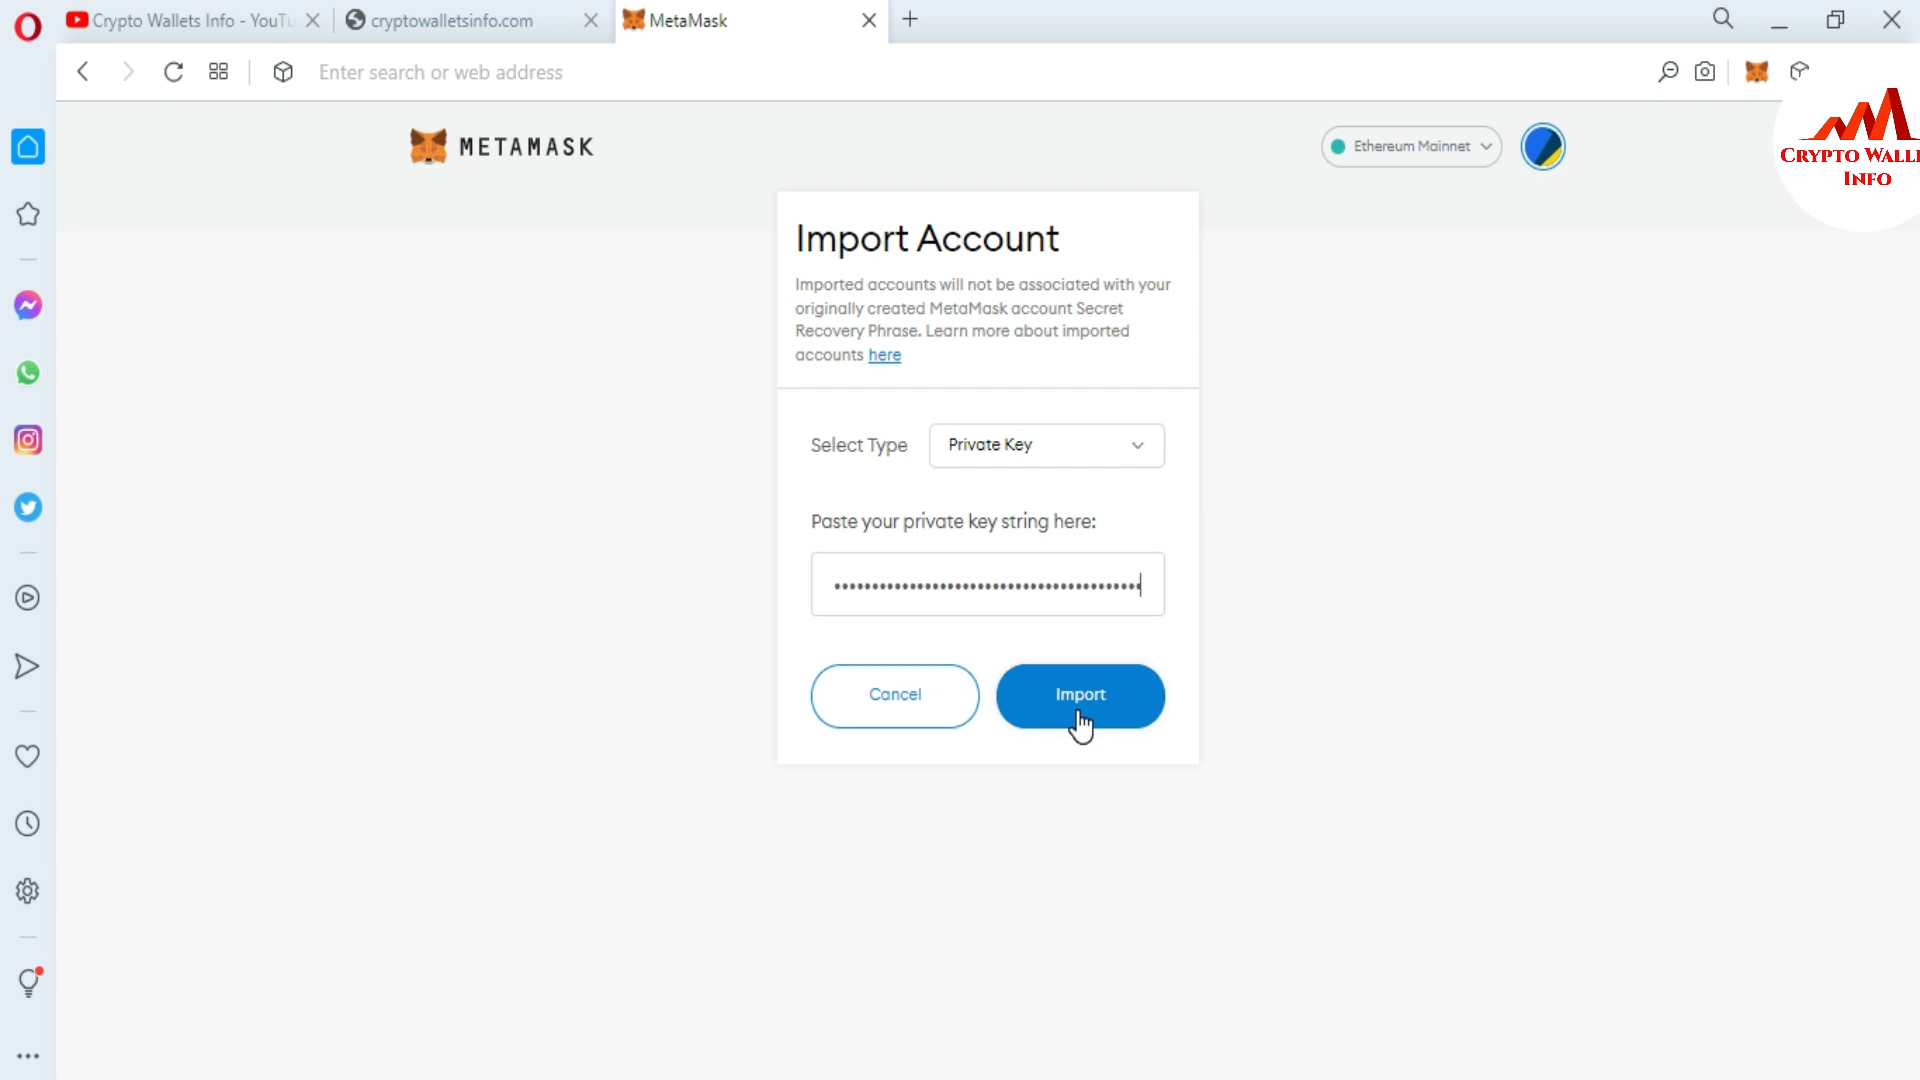 Crypto Wallets Info - YouTu
cryptowalletsinfo.com
MetaMask
Enter search or web address
METAMASK
Ethereum Mainnet
CRYPTO WALLE
INFO
Import Account
Imported accounts will not be associated with your
originally created MetaMask account Secret
Recovery Phrase. Learn more about imported
accounts here
Select Type
Private Key
Paste your private key string here:
Cancel
Import